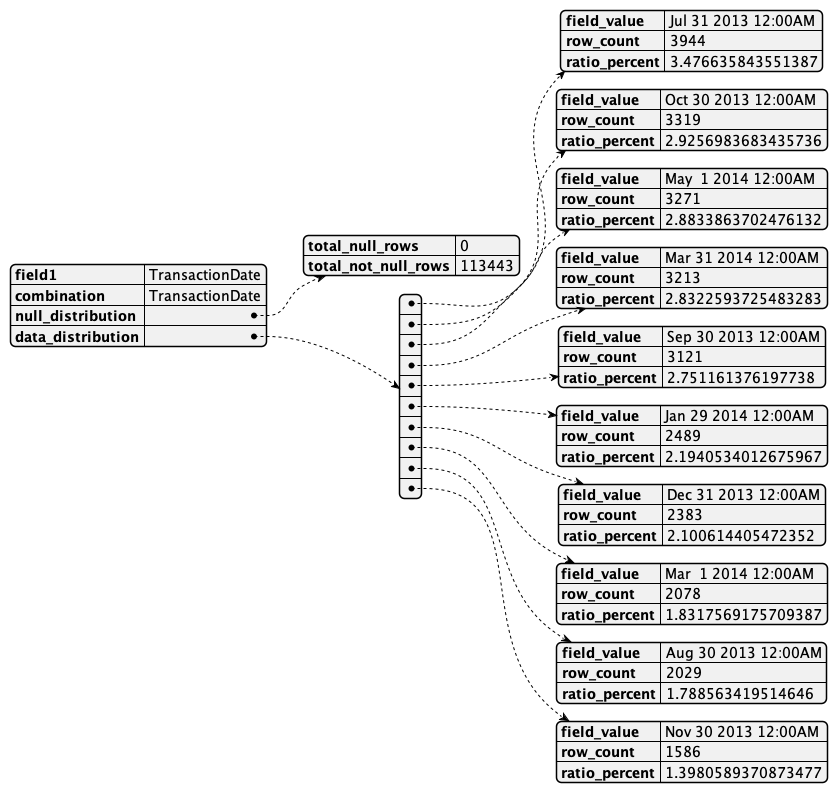 field1 TransactionDate
combination TransactionDate
null_distribution
data_distribution
total_null_rows 0
total_not_null_rows 113443
field_value Jul 31 2013 12:00AM
row_count 3944
ratio_percent 3.476635843551387
field_value Oct 30 2013 12:00AM
row_count 3319
ratio_percent 2.9256983683435736
field_value May  1 2014 12:00AM
row_count 3271
ratio_percent 2.8833863702476132
field_value Mar 31 2014 12:00AM
row_count 3213
ratio_percent 2.8322593725483283
field_value Sep 30 2013 12:00AM
row_count 3121
ratio_percent 2.751161376197738
field_value Jan 29 2014 12:00AM
row_count 2489
ratio_percent 2.1940534012675967
field_value Dec 31 2013 12:00AM
row_count 2383
ratio_percent 2.100614405472352
field_value Mar  1 2014 12:00AM
row_count 2078
ratio_percent 1.8317569175709387
field_value Aug 30 2013 12:00AM
row_count 2029
ratio_percent 1.788563419514646
field_value Nov 30 2013 12:00AM
row_count 1586
ratio_percent 1.3980589370873477